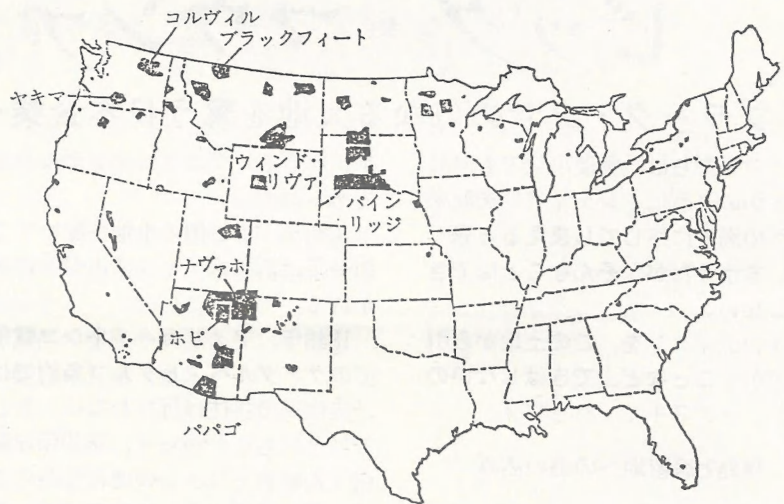 コルヴィル
ブラックフィート
ヤキマ
ウィンド・
リヴァ
パイン・
リッジ
ナヴァホ
ホピ
パパゴ